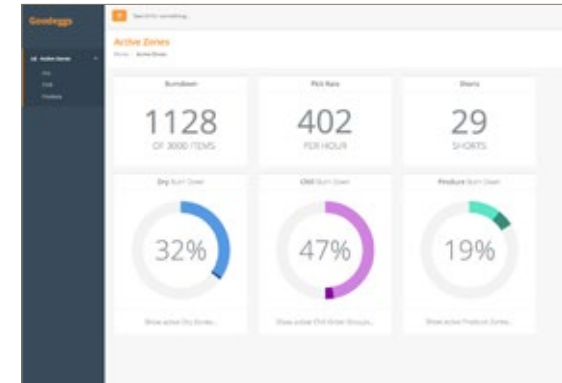 Goodeggs
Search for something...
Active Zones
Home Active Zones
Active Zones
Dry
Chill
Produce
Burndown
1128
OF 3000 ITEMS
Pick Rate
402
PER HOUR
Shorts
29
SHORTS
Dry Burn Down
32%
Show active Dry Zones...
Chill Burn Down
47%
Show active Chill Order Groups...
Produce Burn Down
19%
Show active Produce Zones...